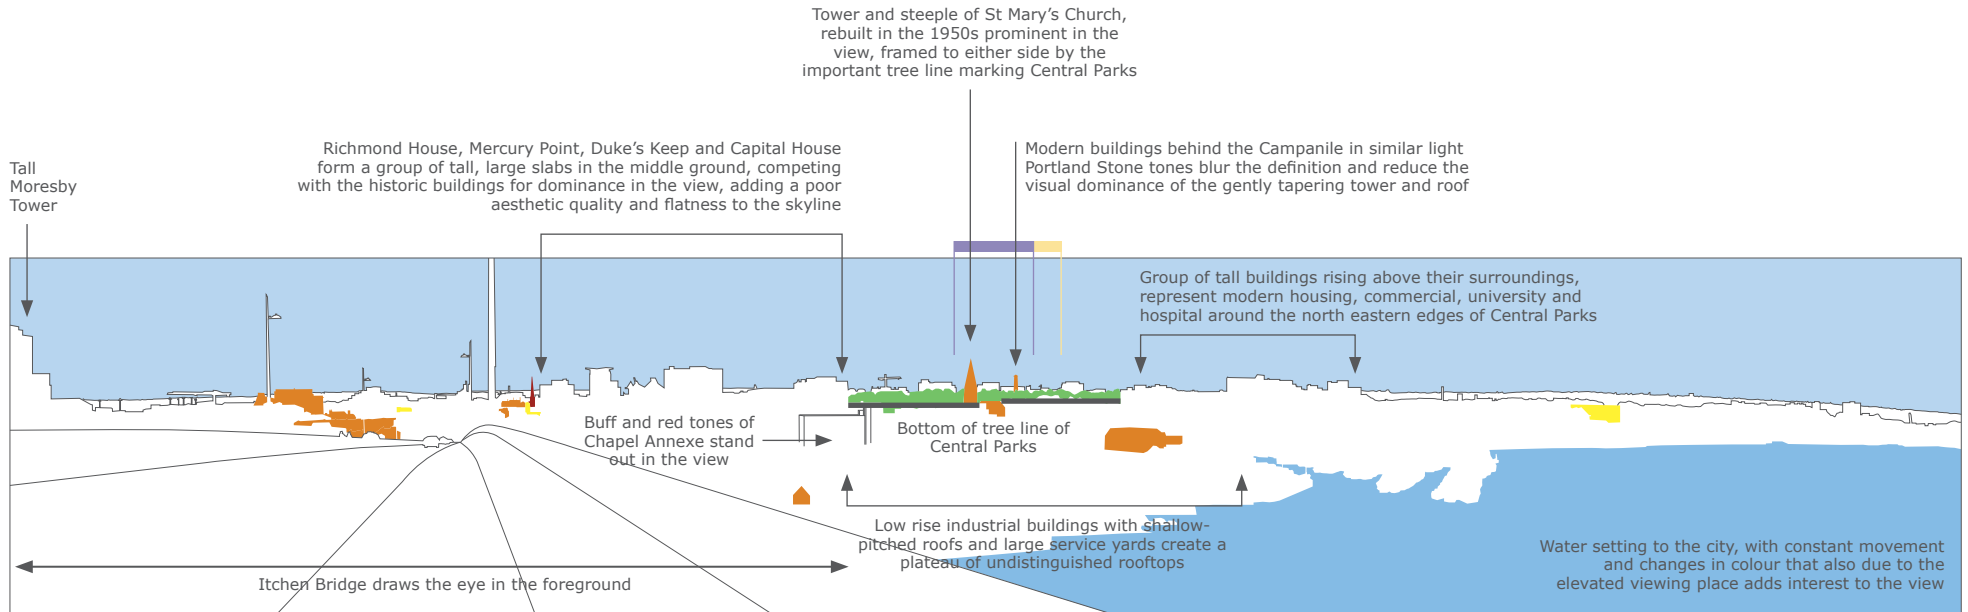 Tower and steeple of St Mary’s Church,
rebuilt in the 1950s prominent in the
view, framed to either side by the
important tree line marking Central Parks
Richmond House, Mercury Point, Duke’s Keep and Capital House
form a group of tall, large slabs in the middle ground, competing
with the historic buildings for dominance in the view, adding a poor
aesthetic quality and flatness to the skyline
Modern buildings behind the Campanile in similar light
Portland Stone tones blur the definition and reduce the
visual dominance of the gently tapering tower and roof
Tall
Moresby
Tower
Group of tall buildings rising above their surroundings,
represent modern housing, commercial, university and
hospital around the north eastern edges of Central Parks
Buff and red tones of
Chapel Annexe stand
out in the view
Bottom of tree line of
Central Parks
Low rise industrial buildings with shallow-
pitched roofs and large service yards create a
plateau of undistinguished rooftops
Water setting to the city, with constant movement
and changes in colour that also due to the
elevated viewing place adds interest to the view
Itchen Bridge draws the eye in the foreground